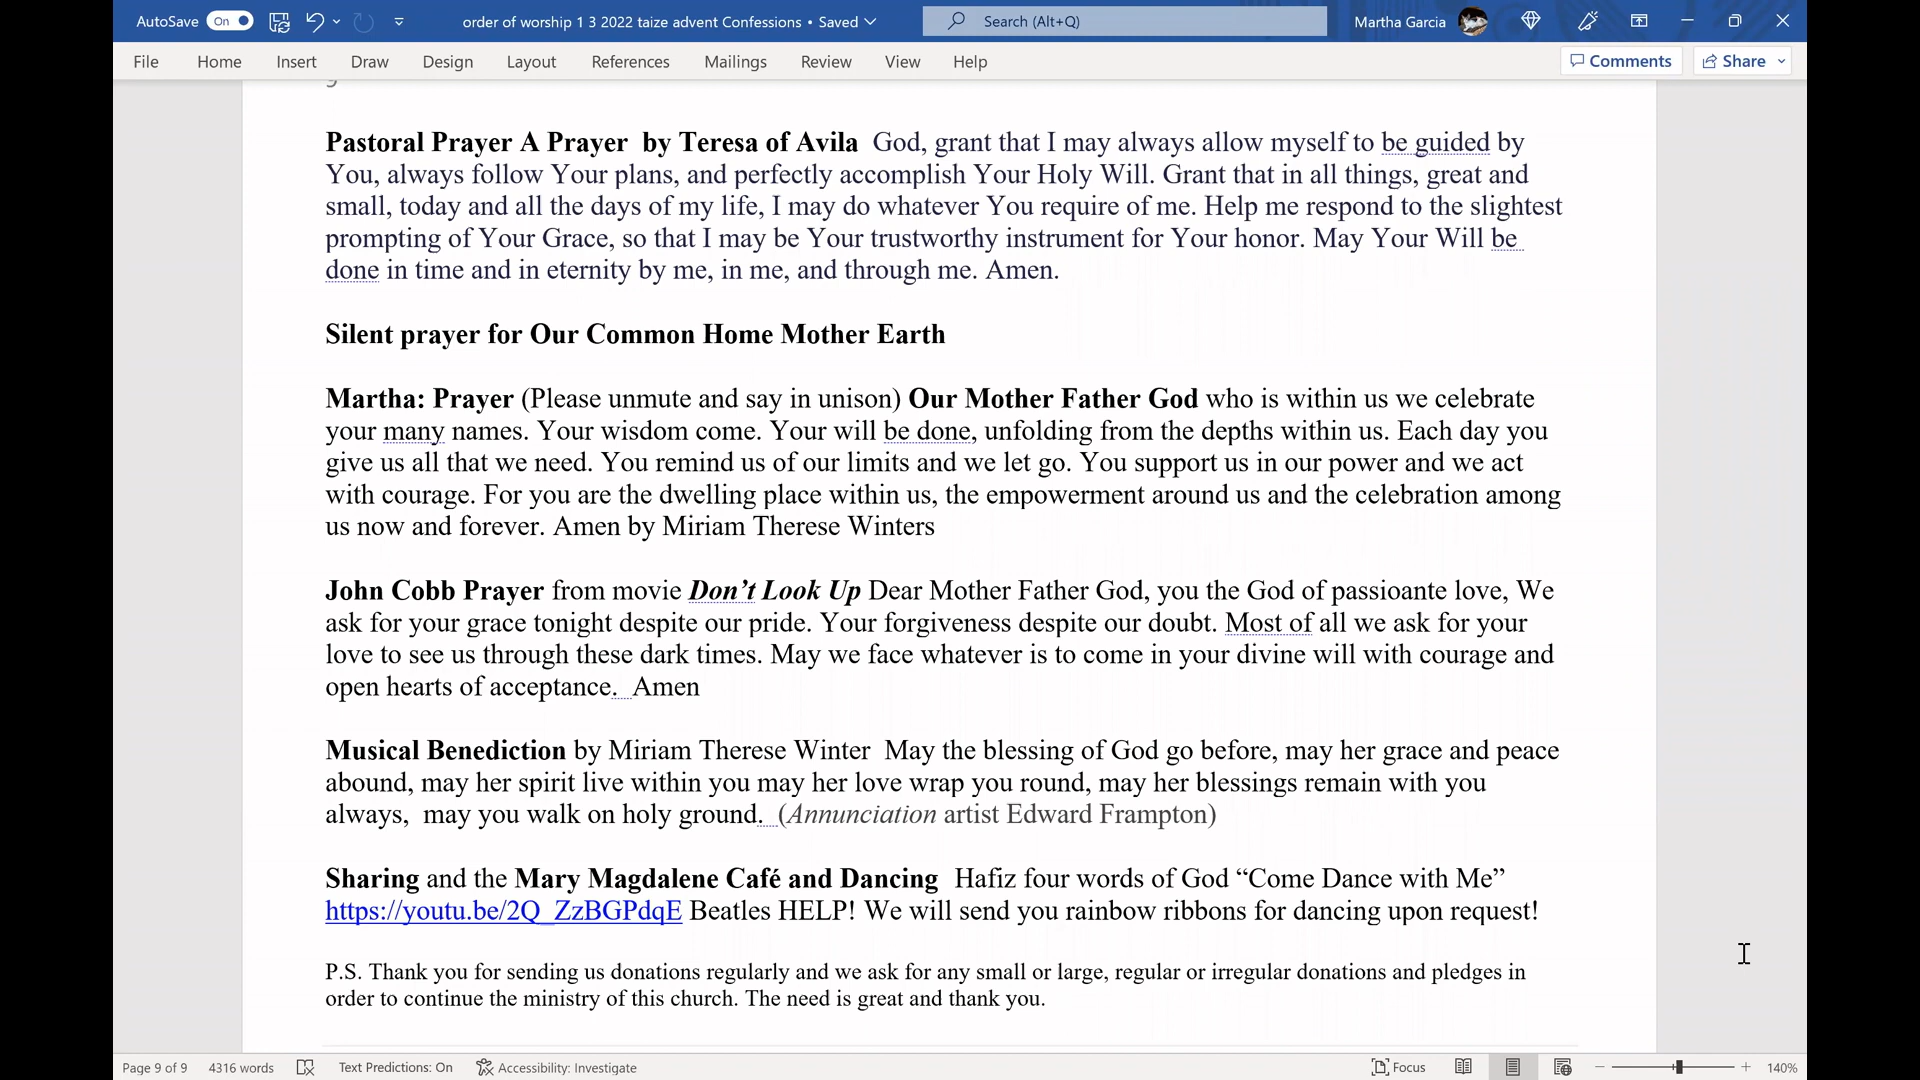 AutoSave On order of worship 1 3 2022 taize advent Confessions • Saved Search (Alt+Q) Martha Garcia
File Home Insert Draw Design Layout References Mailings Review View Help Comments Share
Pastoral Prayer A Prayer by Teresa of Avila God, grant that I may always allow myself to be guided by
You, always follow Your plans, and perfectly accomplish Your Holy Will. Grant that in all things, great and
small, today and all the days of my life, I may do whatever You require of me. Help me respond to the slightest
prompting of Your Grace, so that I may be Your trustworthy instrument for Your honor. May Your Will be
done in time and in eternity by me, in me, and through me. Amen.
Silent prayer for Our Common Home Mother Earth
Martha: Prayer (Please unmute and say in unison) Our Mother Father God who is within us we celebrate
your many names. Your wisdom come. Your will be done, unfolding from the depths within us. Each day you
give us all that we need. You remind us of our limits and we let go. You support us in our power and we act
with courage. For you are the dwelling place within us, the empowerment around us and the celebration among
us now and forever. Amen by Miriam Therese Winters
John Cobb Prayer from movie Don’t Look Up Dear Mother Father God, you the God of passioante love, We
ask for your grace tonight despite our pride. Your forgiveness despite our doubt. Most of all we ask for your
love to see us through these dark times. May we face whatever is to come in your divine will with courage and
open hearts of acceptance. Amen
Musical Benediction by Miriam Therese Winter May the blessing of God go before, may her grace and peace
abound, may her spirit live within you may her love wrap you round, may her blessings remain with you
always, may you walk on holy ground. (Annunciation artist Edward Frampton)
Sharing and the Mary Magdalene Café and Dancing Hafiz four words of God “Come Dance with Me”
https://youtu.be/2Q_ZzBGPdqE Beatles HELP! We will send you rainbow ribbons for dancing upon request!
P.S. Thank you for sending us donations regularly and we ask for any small or large, regular or irregular donations and pledges in
order to continue the ministry of this church. The need is great and thank you.
Page 9 of 9 4316 words Text Predictions: On Accessibility: Investigate Focus 140%